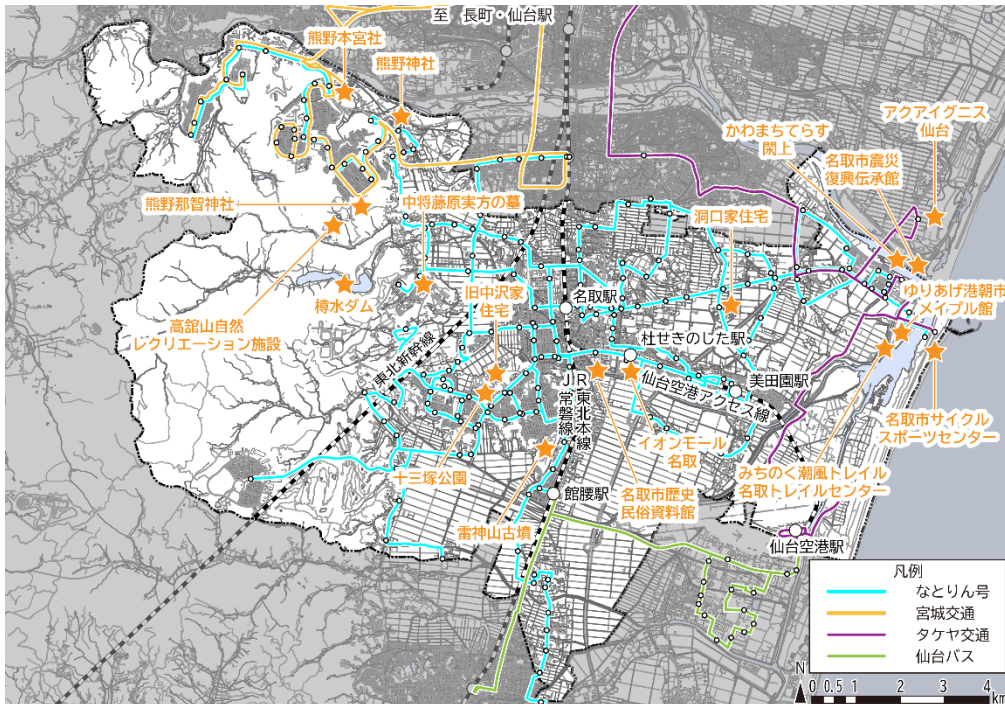 至 長町・仙台駅
熊野本宮社
熊野神社
アクアイグニス
仙台
かわまちてらす
閖上
名取市震災
復興伝承館
熊野那智神社
中将藤原実方の墓
洞口家住宅
ゆりあげ港朝市
メイプル館
旧中沢家
住宅
名取駅
樽水ダム
高舘山自然
レクリエーション施設
杜せきのした駅
東北新幹線
美田園駅
仙台空港アクセス線
JR東北本線
常磐線
名取市サイクル
スポーツセンター
イオンモール
名取
十三塚公園
みちのく潮風トレイル
名取トレイルセンター
名取市歴史
民俗資料館
館腰駅
雷神山古墳
仙台空港駅
凡例
なとりん号
宮城交通
タケヤ交通
仙台バス
N
0 0.5 1 2 3 4
km